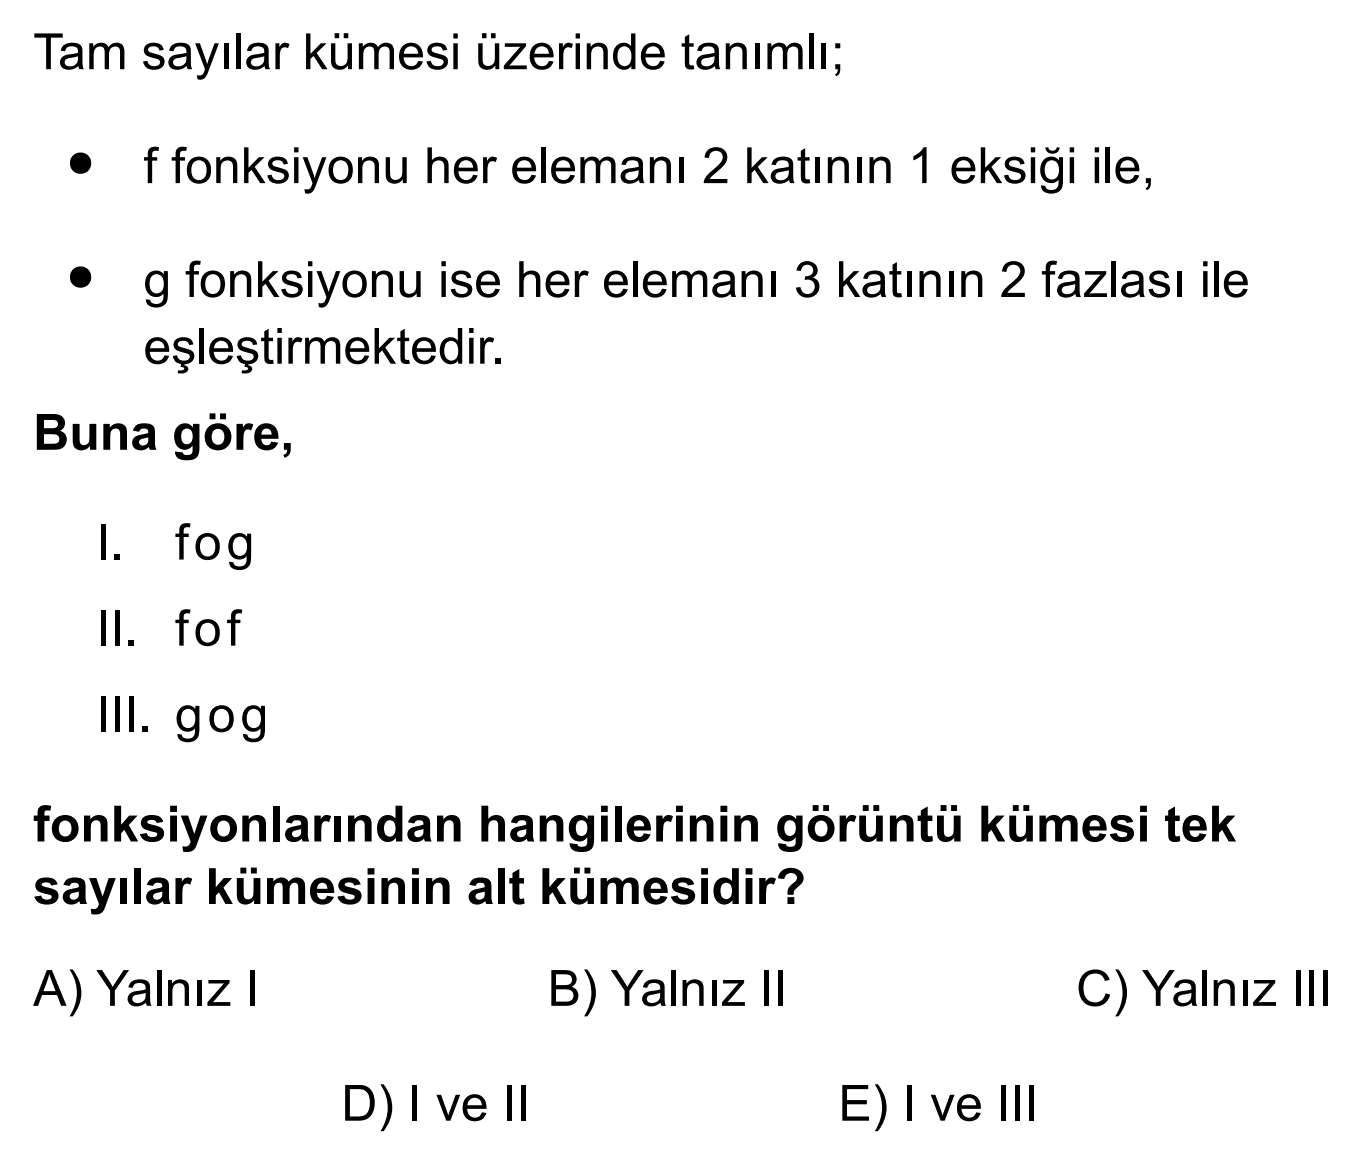 Tam sayılar kümesi üzerinde tanımlı;
• f fonksiyonu her elemanı 2 katının 1 eksiği ile,
• g fonksiyonu ise her elemanı 3 katının 2 fazlası ile
eşleştirmektedir.
Buna göre,
I. fog
II. fof
III. gog
fonksiyonlarından hangilerinin görüntü kümesi tek
sayılar kümesinin alt kümesidir?
A) Yalnız I B) Yalnız II C) Yalnız III
D) I ve II E) I ve III